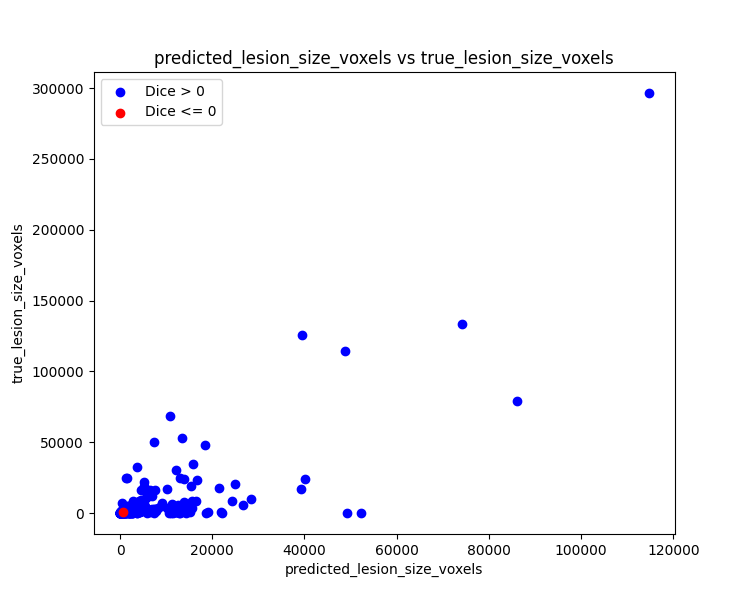 predicted_lesion_size_voxels vs true_lesion_size_voxels
Dice > 0
Dice <= 0
300000
250000
200000
150000
100000
50000
0
true_lesion_size_voxels
0
20000
40000
60000
80000
100000
120000
predicted_lesion_size_voxels